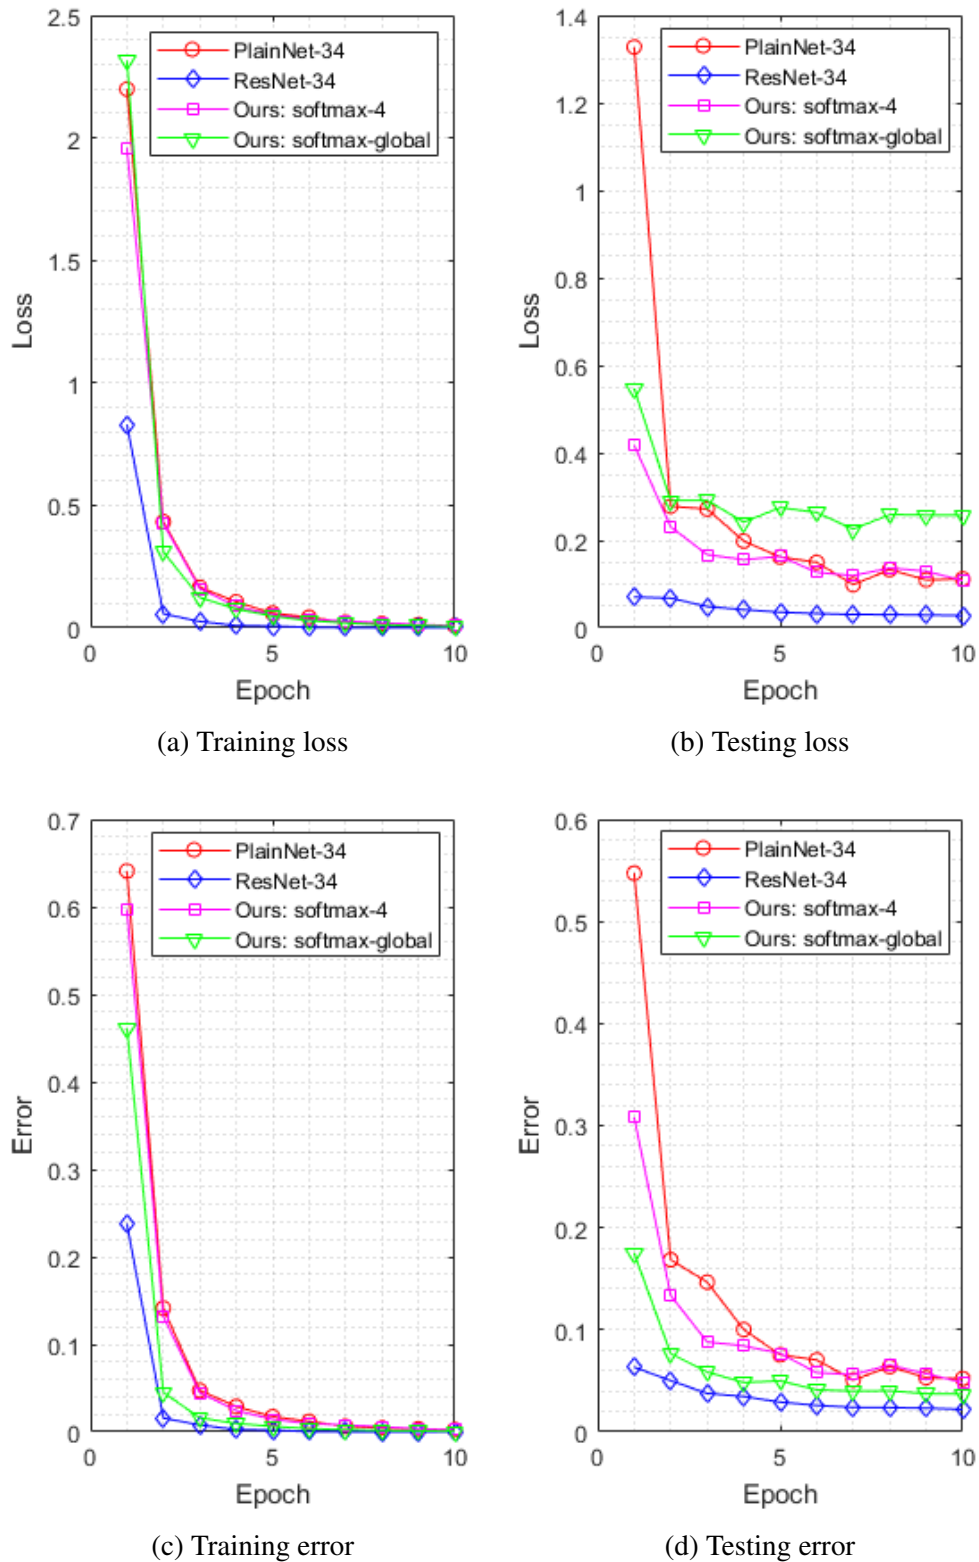 2.5
2
1.5
1
0.5
0
Loss
0
5
10
Epoch
PlainNet-34
ResNet-34
Ours: softmax-4
Ours: softmax-global
(a) Training loss
1.4
1.2
1
0.8
0.6
0.4
0.2
0
Loss
0
5
10
Epoch
PlainNet-34
ResNet-34
Ours: softmax-4
Ours: softmax-global
(b) Testing loss
0.7
0.6
0.5
0.4
0.3
0.2
0.1
0
Error
0
5
10
Epoch
PlainNet-34
ResNet-34
Ours: softmax-4
Ours: softmax-global
(c) Training error
0.6
0.5
0.4
0.3
0.2
0.1
0
Error
0
5
10
Epoch
PlainNet-34
ResNet-34
Ours: softmax-4
Ours: softmax-global
(d) Testing error